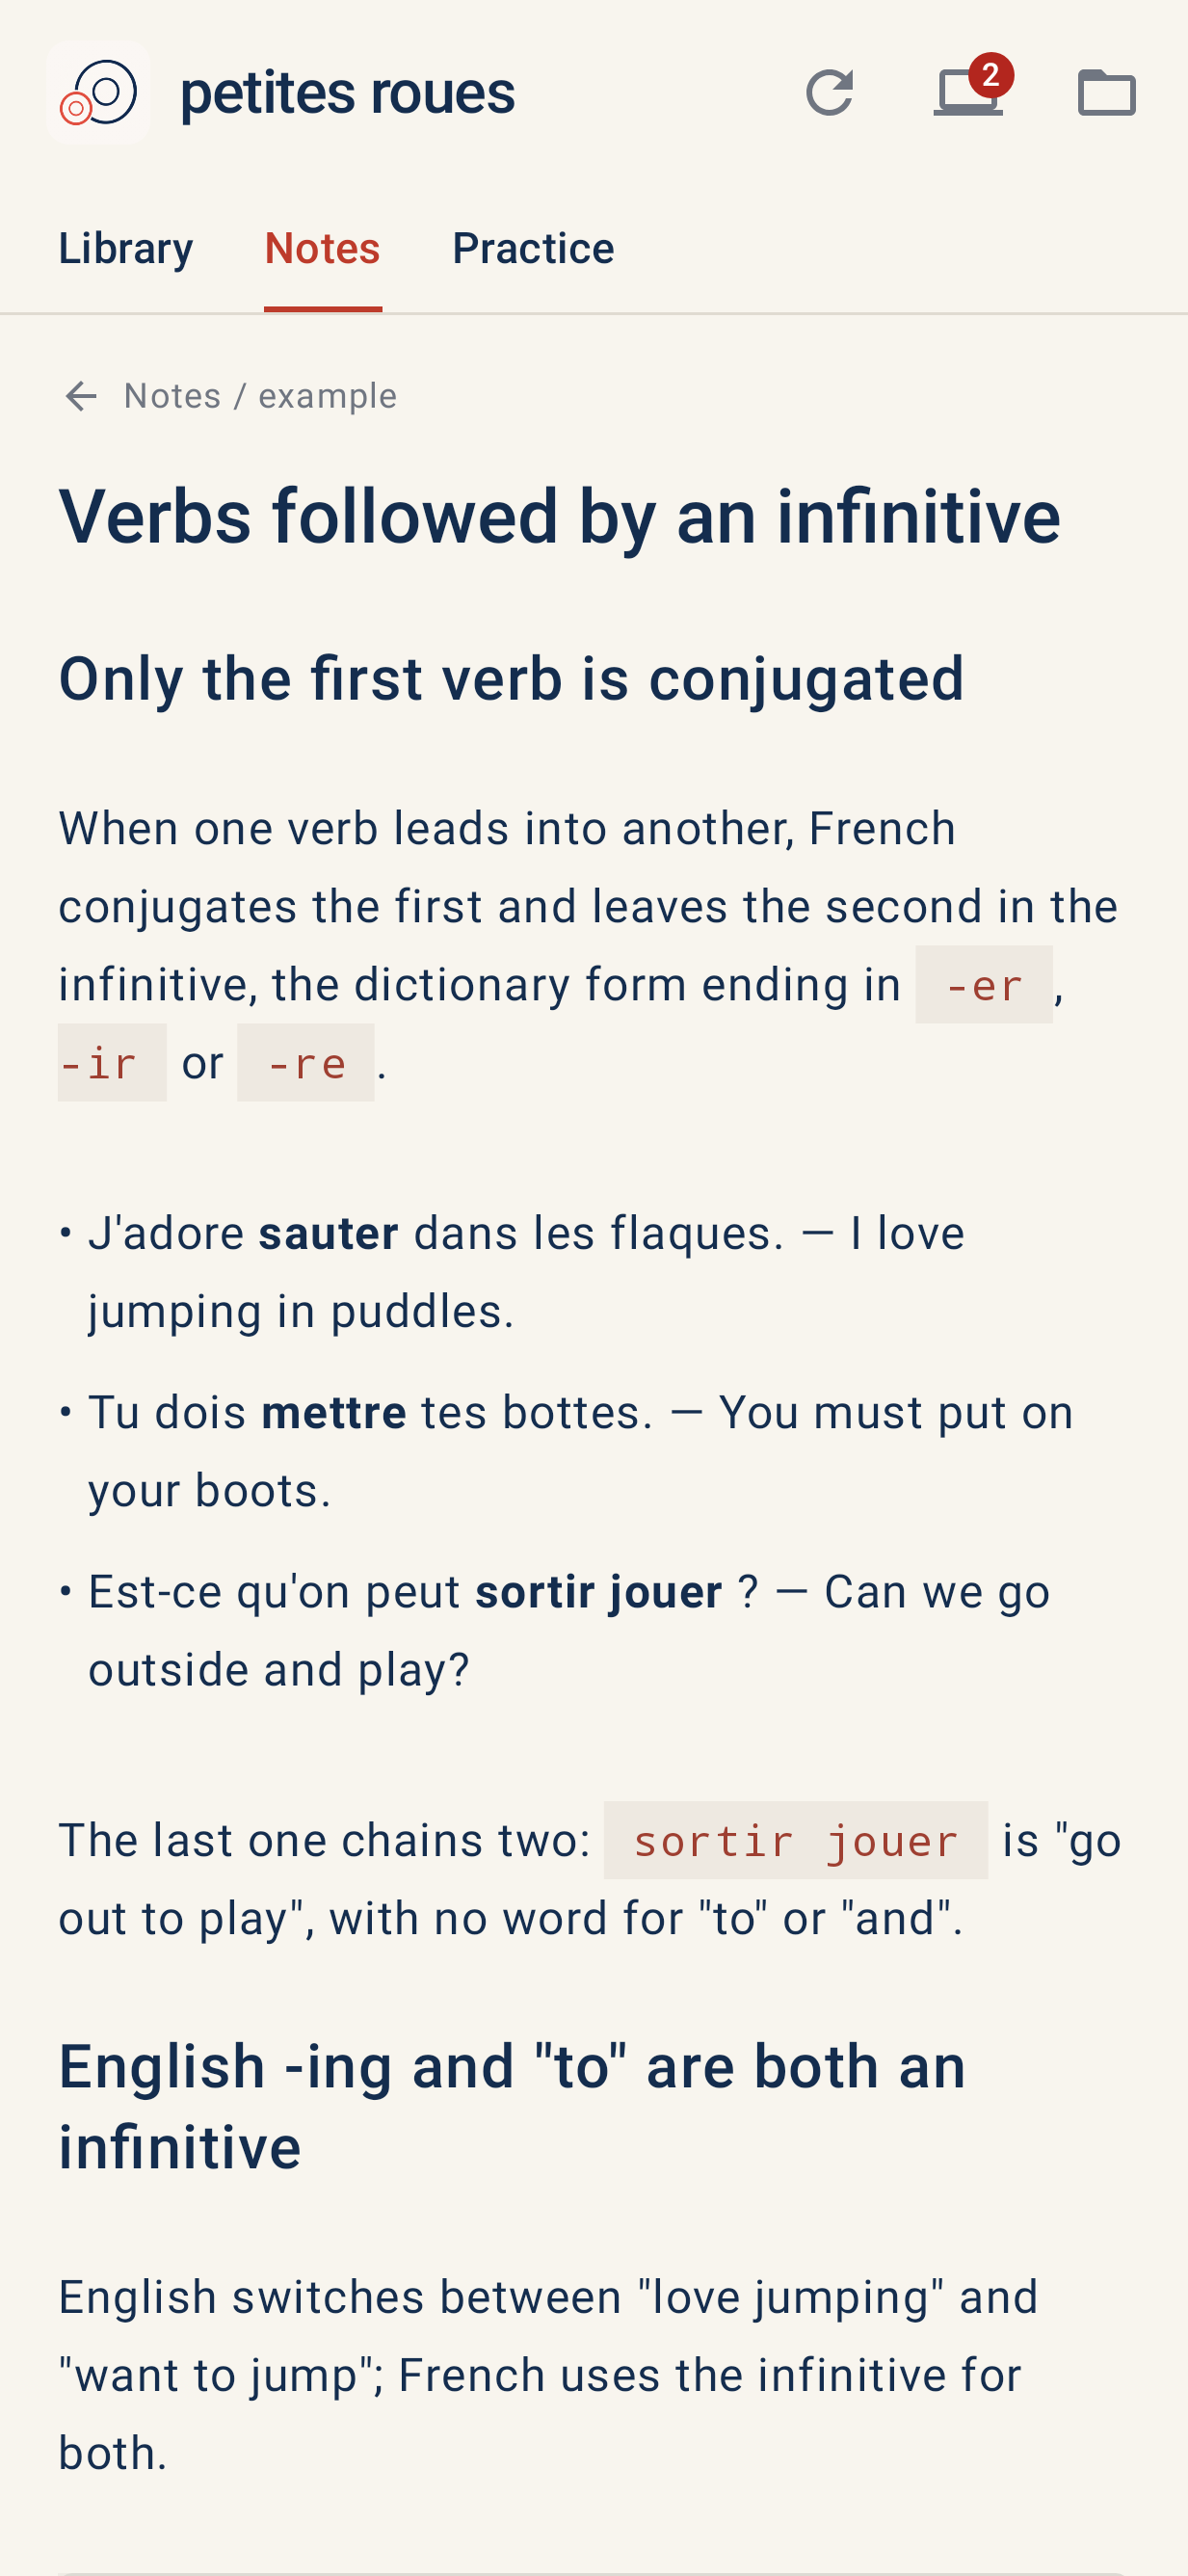 petites roues
2
Library Notes Practice
Notes / example
Verbs followed by an infinitive
Only the first verb is conjugated
When one verb leads into another, French
conjugates the first and leaves the second in the
infinitive, the dictionary form ending in -er,
-ir or -re.
• J'adore sauter dans les flaques. — I love
jumping in puddles.
• Tu dois mettre tes bottes. — You must put on
your boots.
• Est-ce qu'on peut sortir jouer ? — Can we go
outside and play?
The last one chains two: sortir jouer is "go
out to play", with no word for "to" or "and".
English -ing and "to" are both an
infinitive
English switches between "love jumping" and
"want to jump"; French uses the infinitive for
both.